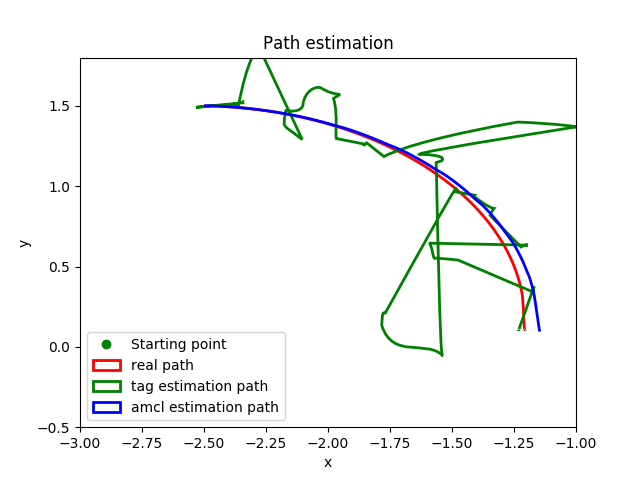 Path estimation
y
1.5
1.0
0.5
0.0
−0.5
Starting point
real path
tag estimation path
amcl estimation path
−3.00 −2.75 −2.50 −2.25 −2.00 −1.75 −1.50 −1.25 −1.00
x